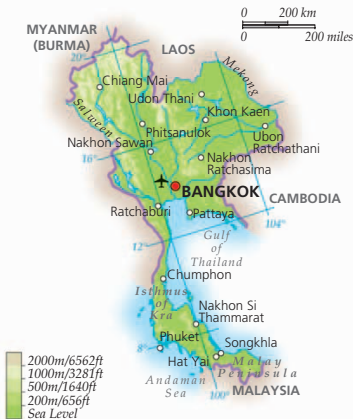 0 200 km
0 200 miles
MYANMAR
(BURMA)
LAOS
20°
Chiang Mai
Mekong
Udon Thani
Salween
Khon Kaen
Phitsanulok
Ubon
Ratchathani
Nakhon Sawan
16°
Nakhon
Ratchasima
BANGKOK
CAMBODIA
Ratchaburi
Pattaya
104°
12°
Gulf
of
Thailand
Chumphon
Isthmus
of
Kra
Nakhon Si
Thammarat
Phuket
Songkhla
8°
Hat Yai
Malay
Peninsula
Andaman
Sea
100°
MALAYSIA
2000m/6562ft
1000m/3281ft
500m/1640ft
200m/656ft
Sea Level